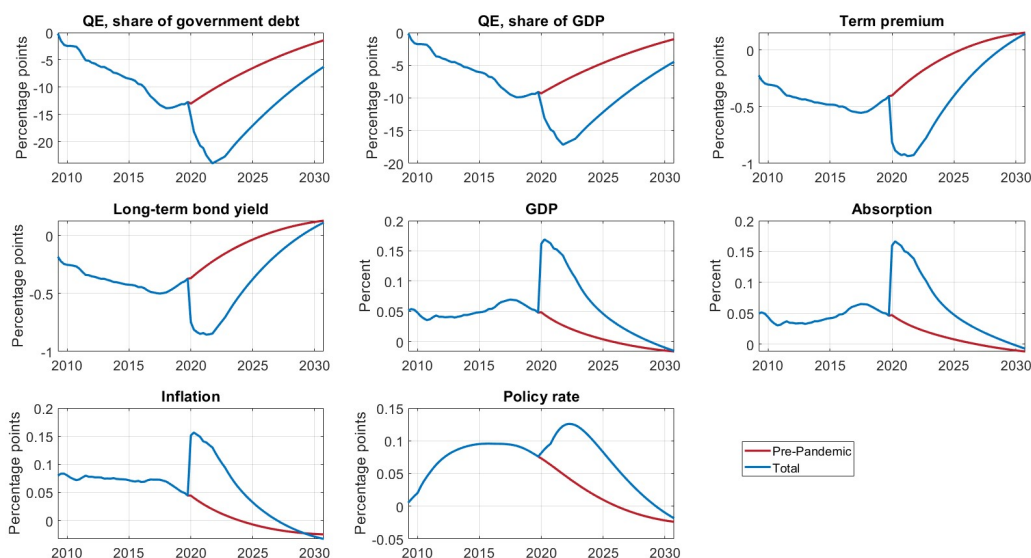 QE, share of government debt
Percentage points
0
-5
-10
-15
-20
2010 2015 2020 2025 2030
QE, share of GDP
Percentage points
0
-5
-10
-15
-20
2010 2015 2020 2025 2030
Term premium
Percentage points
0
-0.5
-1
2010 2015 2020 2025 2030
Long-term bond yield
Percentage points
0
-0.5
-1
2010 2015 2020 2025 2030
GDP
Percent
0.2
0.15
0.1
0.05
0
2010 2015 2020 2025 2030
Absorption
Percent
0.2
0.15
0.1
0.05
0
2010 2015 2020 2025 2030
Inflation
Percentage points
0.2
0.15
0.1
0.05
0
2010 2015 2020 2025 2030
Policy rate
Percentage points
0.15
0.1
0.05
0
-0.05
2010 2015 2020 2025 2030
Pre-Pandemic
Total